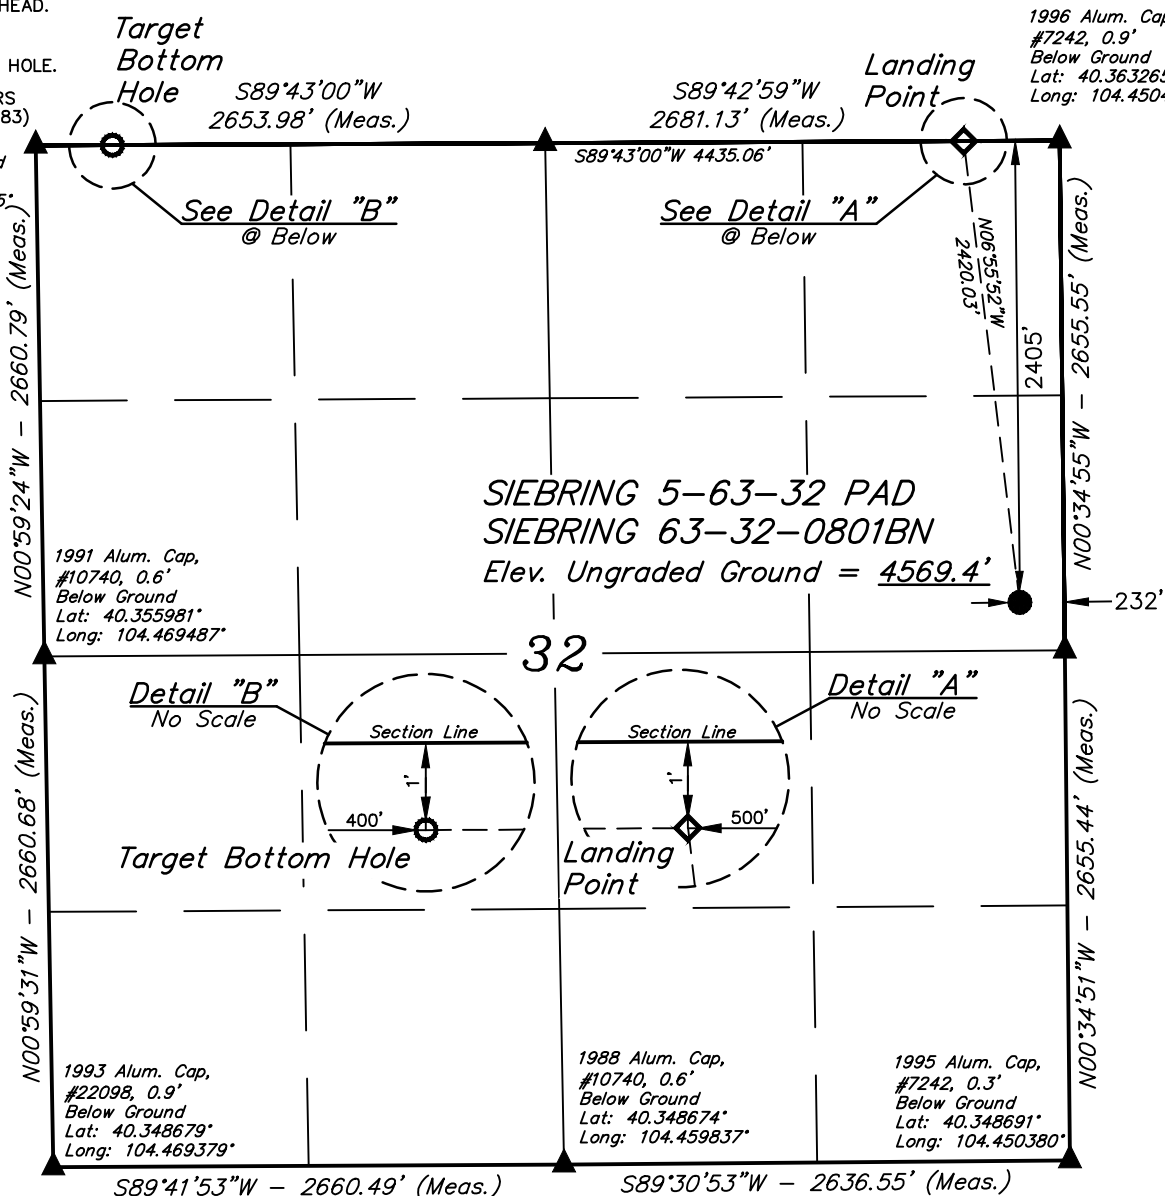 HEAD.
HOLE.
RS
83)
d
5°
Target
Bottom
Hole
S89°43'00"W
2653.98' (Meas.)
S89°42'59"W
2681.13' (Meas.)
Landing
Point
1996 Alum. Cap
#7242, 0.9'
Below Ground
Lat: 40.363265
Long: 104.4504
S89°43'00"W 4435.06'
See Detail "B"
@ Below
See Detail "A"
@ Below
N06°55'52"W
2420.03'
2405'
N00°59'24"W - 2660.79' (Meas.)
N00°34'55"W - 2655.55' (Meas.)
SIEBRING 5-63-32 PAD
SIEBRING 63-32-0801BN
Elev. Ungraded Ground = 4569.4'
232'
1991 Alum. Cap,
#10740, 0.6'
Below Ground
Lat: 40.355981°
Long: 104.469487°
32
Detail "B"
No Scale
Section Line
1'
400'
Target Bottom Hole
Detail "A"
No Scale
Section Line
1'
500'
Landing
Point
N00°59'31"W - 2660.68' (Meas.)
N00°34'51"W - 2655.44' (Meas.)
1993 Alum. Cap,
#22098, 0.9'
Below Ground
Lat: 40.348679°
Long: 104.469379°
1988 Alum. Cap,
#10740, 0.6'
Below Ground
Lat: 40.348674°
Long: 104.459837°
1995 Alum. Cap,
#7242, 0.3'
Below Ground
Lat: 40.348691°
Long: 104.450380°
S89°41'53"W - 2660.49' (Meas.)
S89°30'53"W - 2636.55' (Meas.)